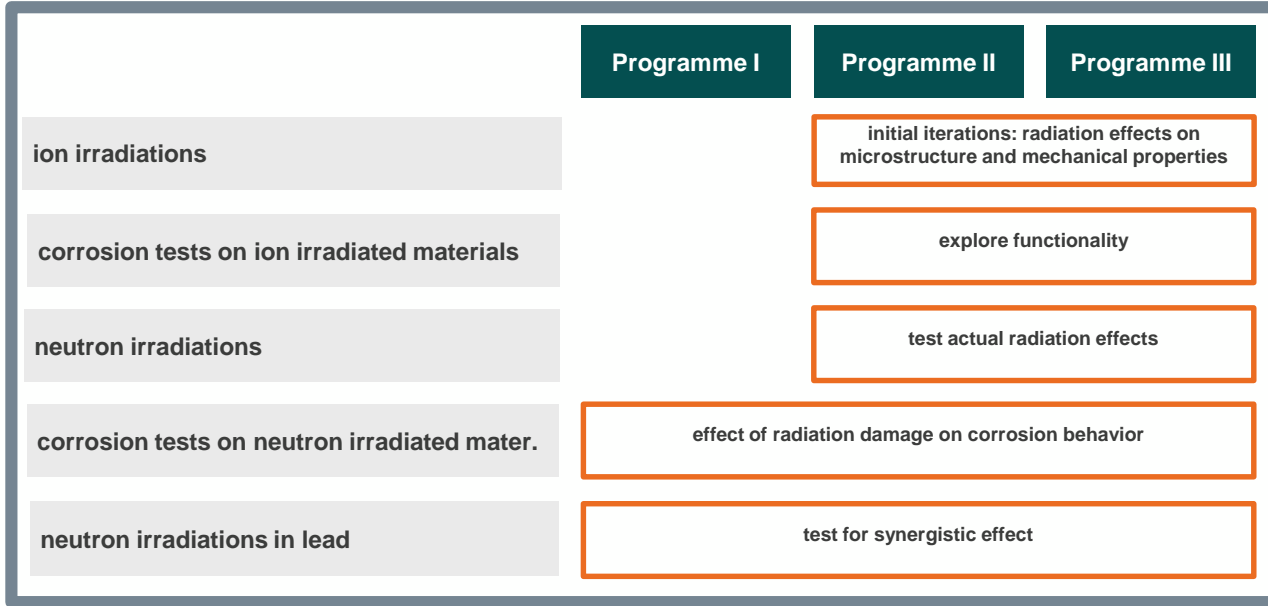 Programme I
Programme II
Programme III
ion irradiations
initial iterations: radiation effects on
microstructure and mechanical properties
corrosion tests on ion irradiated materials
explore functionality
neutron irradiations
test actual radiation effects
corrosion tests on neutron irradiated mater.
effect of radiation damage on corrosion behavior
neutron irradiations in lead
test for synergistic effect